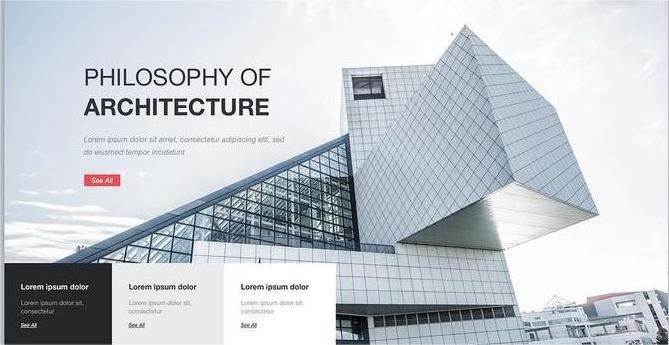 PHILOSOPHY OF
ARCHITECTURE
Lorem ipsum dolor sit amet, consectetur adipiscing elit, sed
do eiusmod tempor incididunt
See All
Lorem ipsum dolor
Lorem ipsum dolor sit,
consectetur
See All
Lorem ipsum dolor
Lorem ipsum dolor sit,
consectetur
See All
Lorem ipsum dolor
Lorem ipsum dolor sit,
consectetur
See All